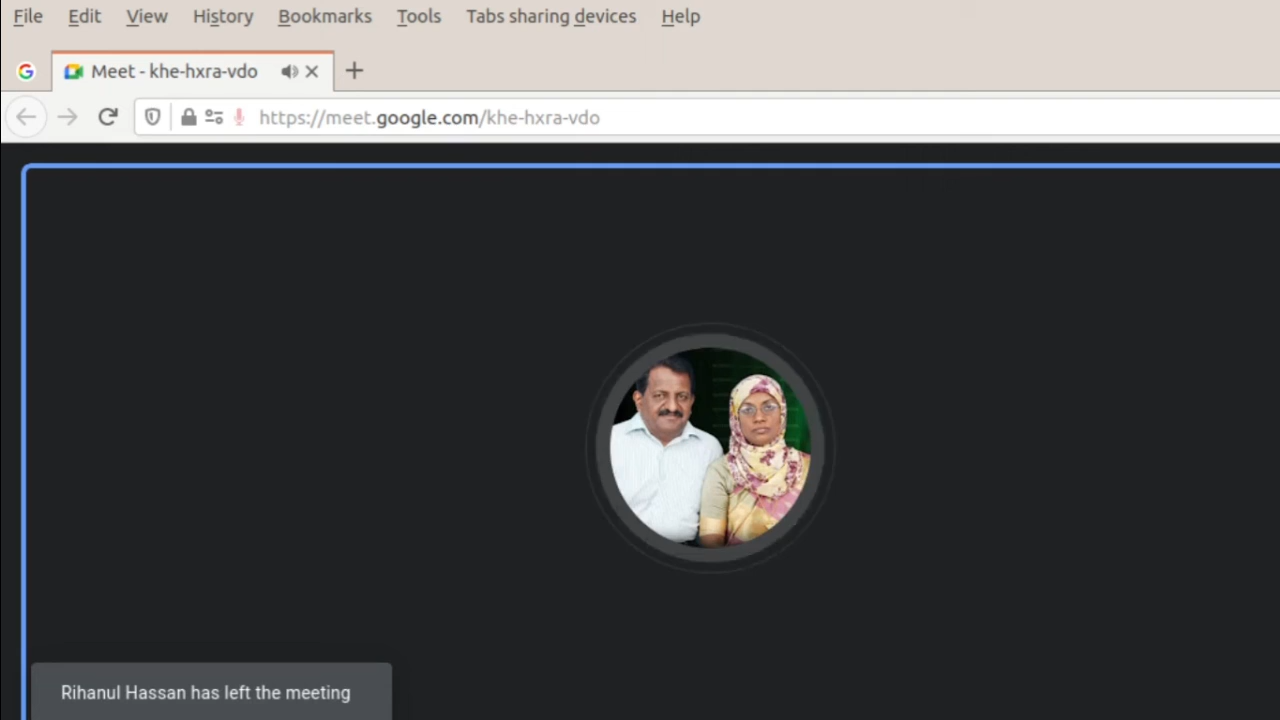 File Edit View History Bookmarks Tools Tabs sharing devices Help
Meet - khe-hxra-vdo
https://meet.google.com/khe-hxra-vdo
Rihanul Hassan has left the meeting